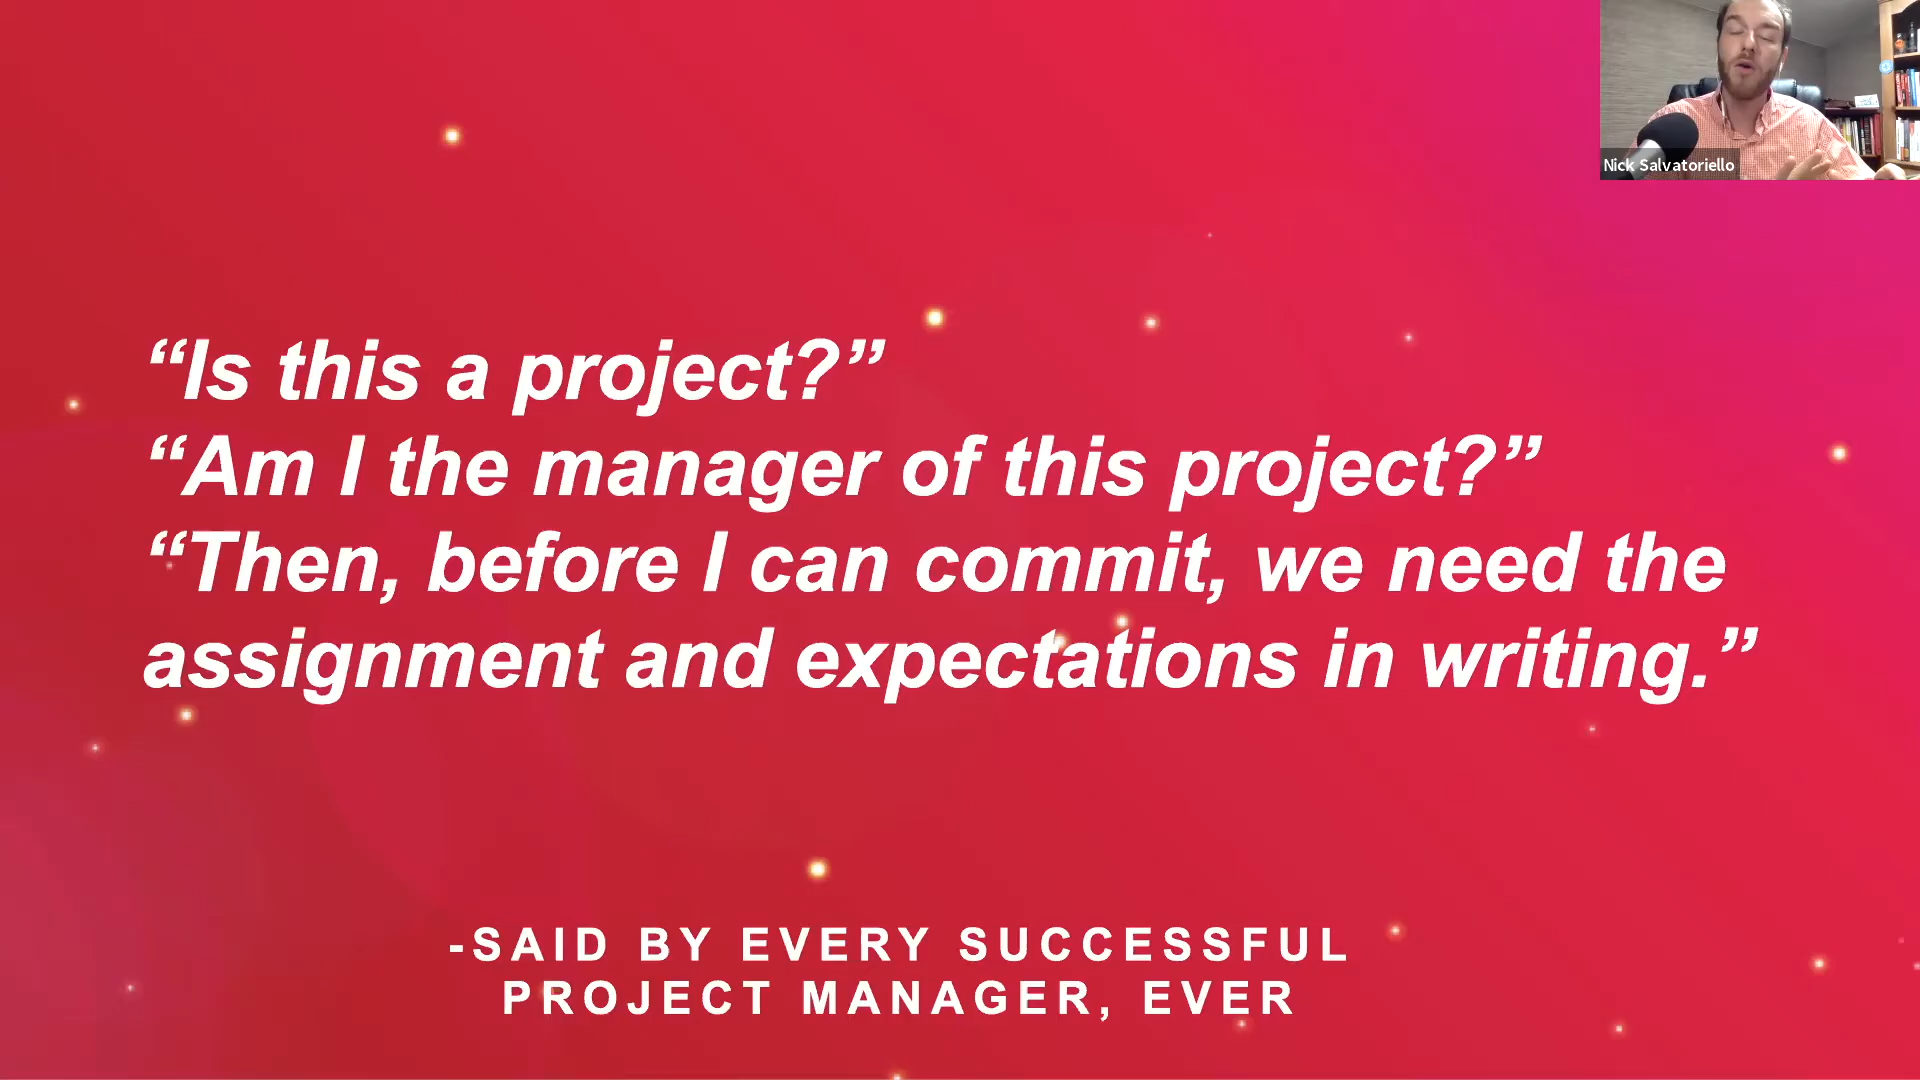 Nick Salvatoriello
“Is this a project?”
“Am I the manager of this project?”
“Then, before I can commit, we need the
assignment and expectations in writing.”
-SAID BY EVERY SUCCESSFUL
PROJECT MANAGER, EVER